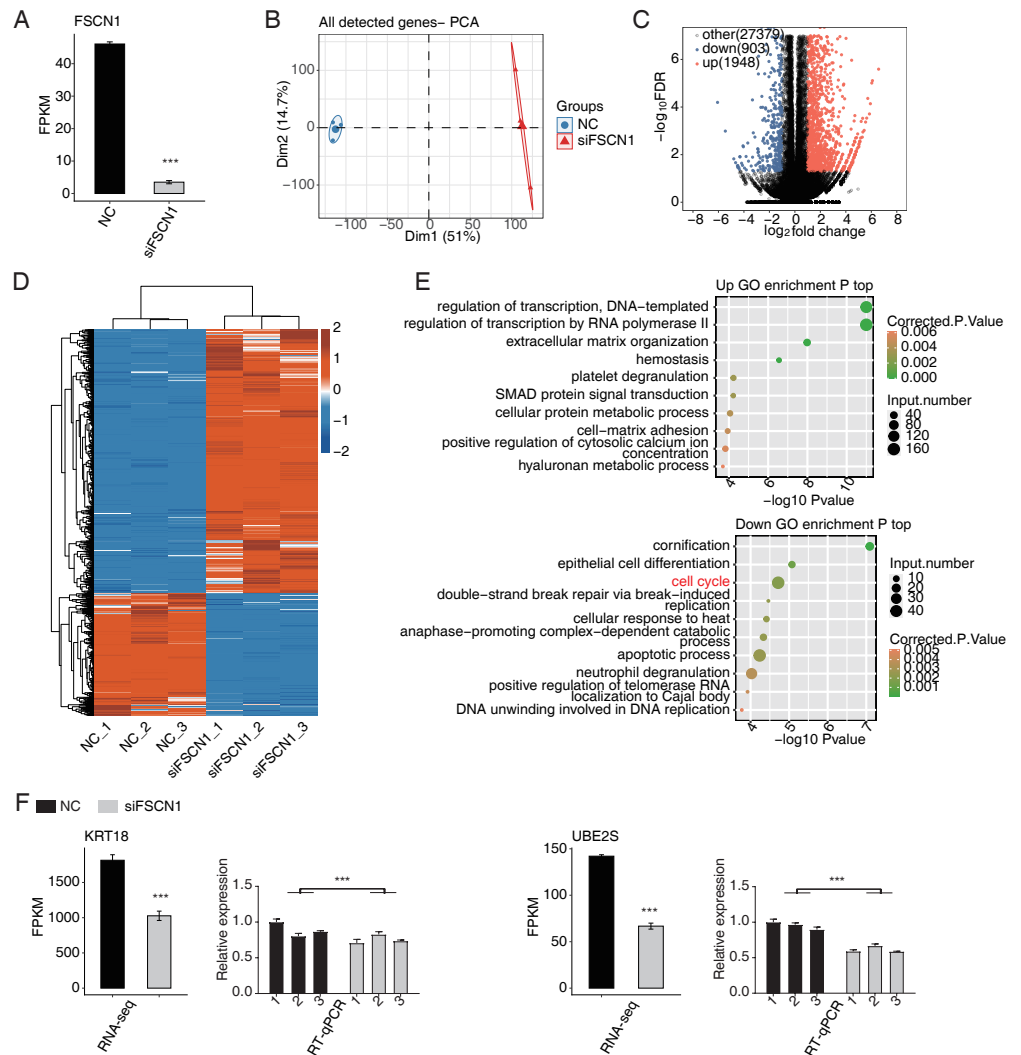 A
FSCN1
FPKM
40
20
0
***
NC
siFSCN1
B
All detected genes− PCA
Dim2 (14.7%)
100
0
−100
−100
−50
0
50
100
Dim1 (51%)
Groups
NC
siFSCN1
C
other(27379)
down(903)
up(1948)
−log10FDR
6
4
2
0
−8
−6
−4
−2
0
2
4
6
8
log2fold change
D
2
1
0
−1
−2
NC_1
NC_2
NC_3
siFSCN1_1
siFSCN1_2
siFSCN1_3
E
Up GO enrichment P top
regulation of transcription, DNA−templated
regulation of transcription by RNA polymerase II
extracellular matrix organization
hemostasis
platelet degranulation
SMAD protein signal transduction
cellular protein metabolic process
cell−matrix adhesion
positive regulation of cytosolic calcium ion
concentration
hyaluronan metabolic process
4
6
8
10
−log10 Pvalue
Corrected.P.Value
0.006
0.004
0.002
0.000
Input.number
40
80
120
160
Down GO enrichment P top
cornification
epithelial cell differentiation
cell cycle
double−strand break repair via break−induced
replication
cellular response to heat
anaphase−promoting complex−dependent catabolic
process
apoptotic process
neutrophil degranulation
positive regulation of telomerase RNA
localization to Cajal body
DNA unwinding involved in DNA replication
4
5
6
7
−log10 Pvalue
Input.number
10
20
30
40
Corrected.P.Value
0.005
0.004
0.003
0.002
0.001
F
NC
siFSCN1
KRT18
FPKM
1500
1000
500
0
***
RNA−seq
Relative expression
1.5
1.0
0.5
0.0
***
1
2
3
1
2
3
RT−qPCR
UBE2S
FPKM
150
100
50
0
***
RNA−seq
Relative expression
1.5
1.0
0.5
0.0
***
1
2
3
1
2
3
RT−qPCR